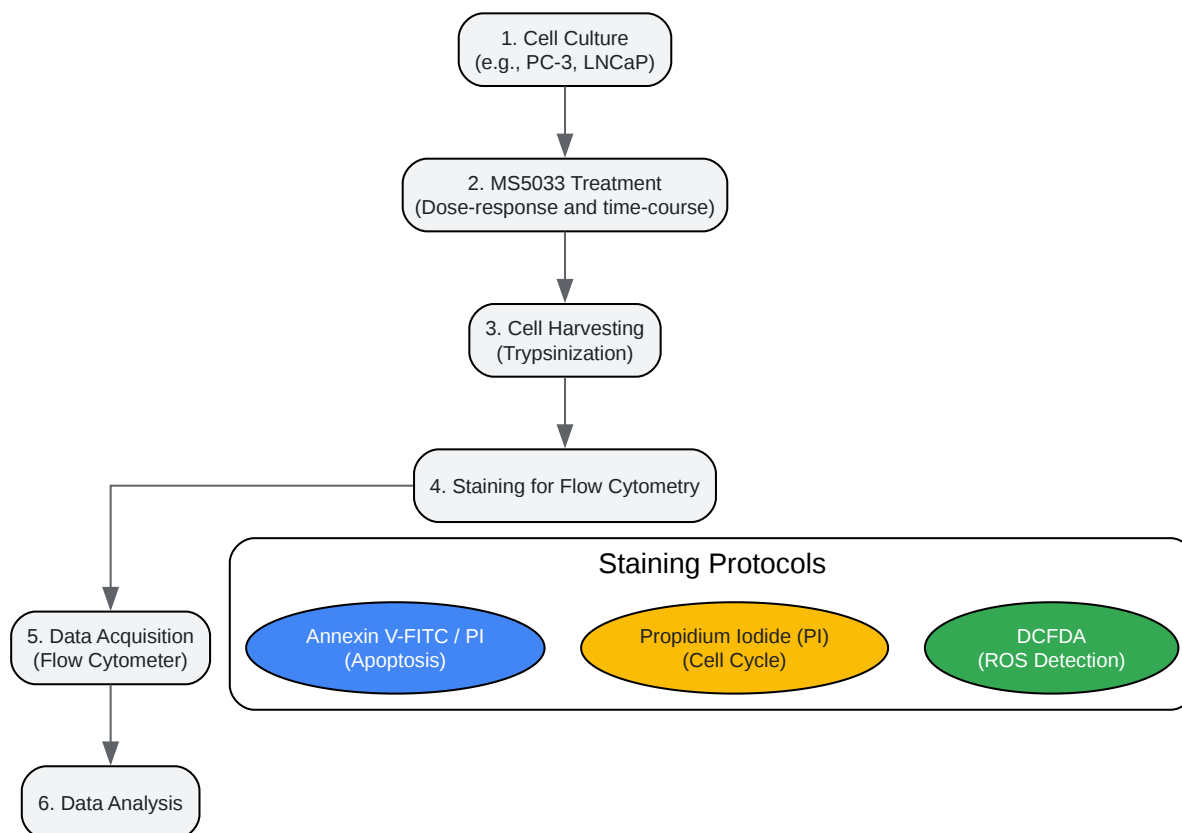 1. Cell Culture
(e.g., PC-3, LNCaP)
2. MS5033 Treatment
(Dose-response and time-course)
3. Cell Harvesting
(Trypsinization)
4. Staining for Flow Cytometry
Staining Protocols
Annexin V-FITC / PI
(Apoptosis)
Propidium Iodide (PI)
(Cell Cycle)
DCFDA
(ROS Detection)
5. Data Acquisition
(Flow Cytometer)
6. Data Analysis